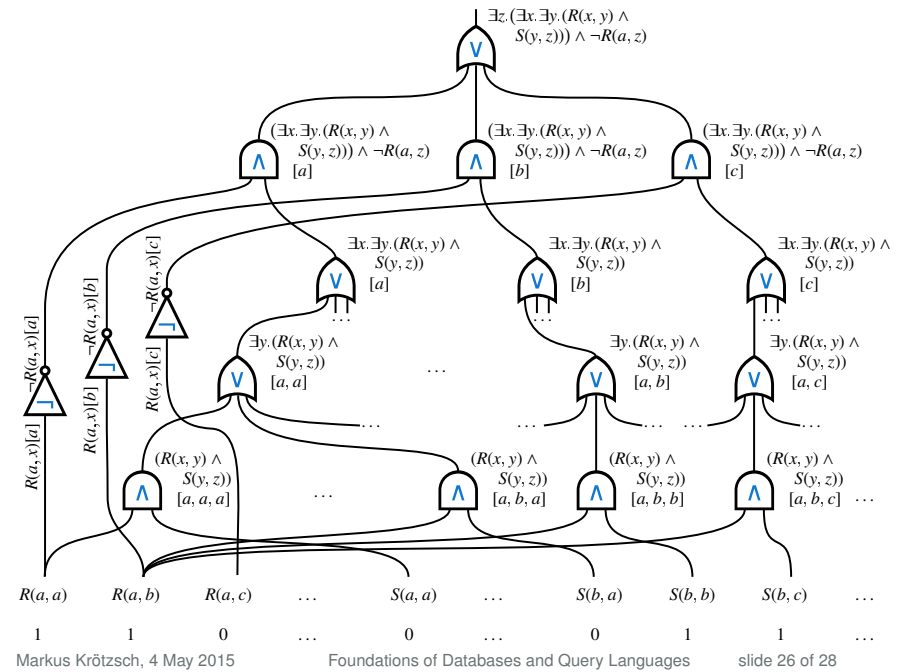 ∃z.(∃x.∃y.(R(x, y) ∧
S(y, z))) ∧ ¬R(a, z)
∨
(∃x.∃y.(R(x, y) ∧
S(y, z))) ∧ ¬R(a, z)
[a]
∧
(∃x.∃y.(R(x, y) ∧
S(y, z))) ∧ ¬R(a, z)
[b]
∧
(∃x.∃y.(R(x, y) ∧
S(y, z))) ∧ ¬R(a, z)
[c]
∧
∃x.∃y.(R(x, y) ∧
S(y, z))
[a]
∨
...
∃x.∃y.(R(x, y) ∧
S(y, z))
[b]
∨
...
∃x.∃y.(R(x, y) ∧
S(y, z))
[c]
∨
...
¬R(a, x)[a]
¬
R(a, x)[a]
¬R(a, x)[b]
¬
R(a, x)[b]
¬R(a, x)[c]
¬
R(a, x)[c]
∃y.(R(x, y) ∧
S(y, z))
[a, a]
∨
...
∃y.(R(x, y) ∧
S(y, z))
[a, b]
∨
∃y.(R(x, y) ∧
S(y, z))
[a, c]
∨
... ... ... ... ...
(R(x, y) ∧
S(y, z))
[a, a, a]
∧
...
(R(x, y) ∧
S(y, z))
[a, b, a]
∧
(R(x, y) ∧
S(y, z))
[a, b, b]
∧
(R(x, y) ∧
S(y, z))
[a, b, c]
∧
...
R(a, a) R(a, b) R(a, c) ... S(a, a) ... S(b, a) S(b, b) S(b, c) ...
1 1 0 ... 0 ... 0 1 1 ...
Markus Krötzsch, 4 May 2015 Foundations of Databases and Query Languages slide 26 of 28